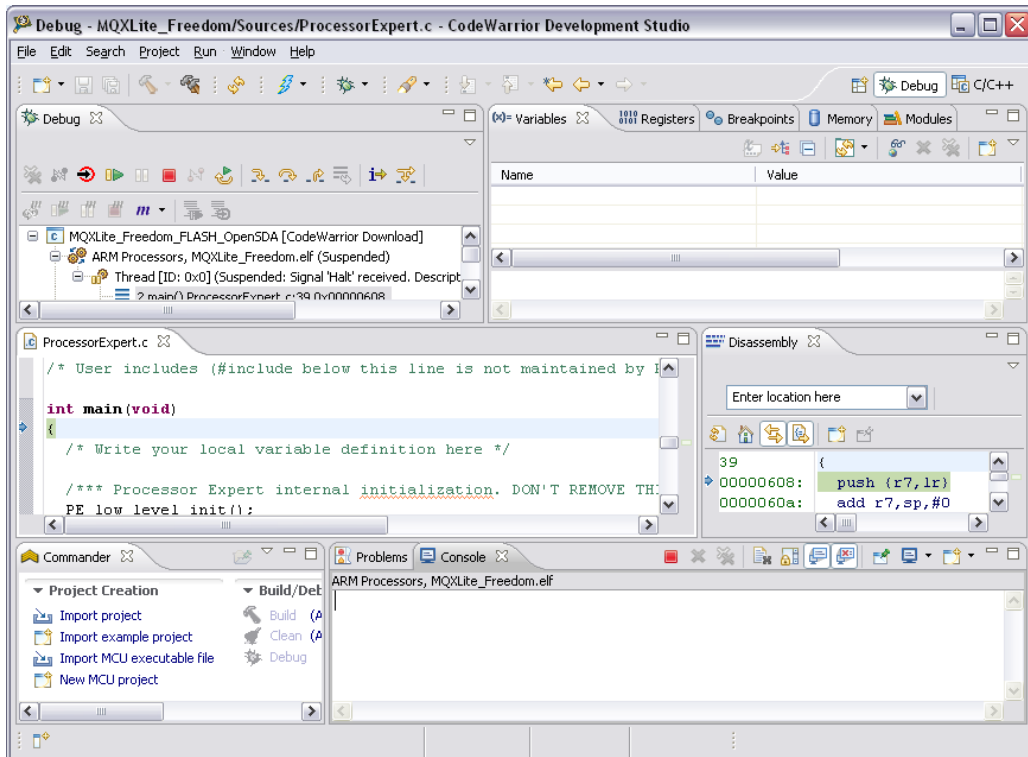 Debug - MQXLite_Freedom/Sources/ProcessorExpert.c - CodeWarrior Development Studio
File Edit Search Project Run Window Help
Debug C/C++
Debug
(x)= Variables 1010 0101 Registers Breakpoints Memory Modules
Name Value
MQXLite_Freedom_FLASH_OpenSDA [CodeWarrior Download]
ARM Processors, MQXLite_Freedom.elf (Suspended)
Thread [ID: 0x0] (Suspended: Signal 'Halt' received. Descript
2 main() ProcessorExpert.c:39 0x00000608
ProcessorExpert.c
/* User includes (#include below this line is not maintained by
int main(void)
{
/* Write your local variable definition here */
/*** Processor Expert internal initialization. DON'T REMOVE THI
PE_low_level_init();
Disassembly
Enter location here
39 {
00000608: push {r7,lr}
0000060a: add r7,sp,#0
Commander
Project Creation
Import project
Import example project
Import MCU executable file
New MCU project
Build/Deb
Build (A
Clean (A
Debug
Problems Console
ARM Processors, MQXLite_Freedom.elf